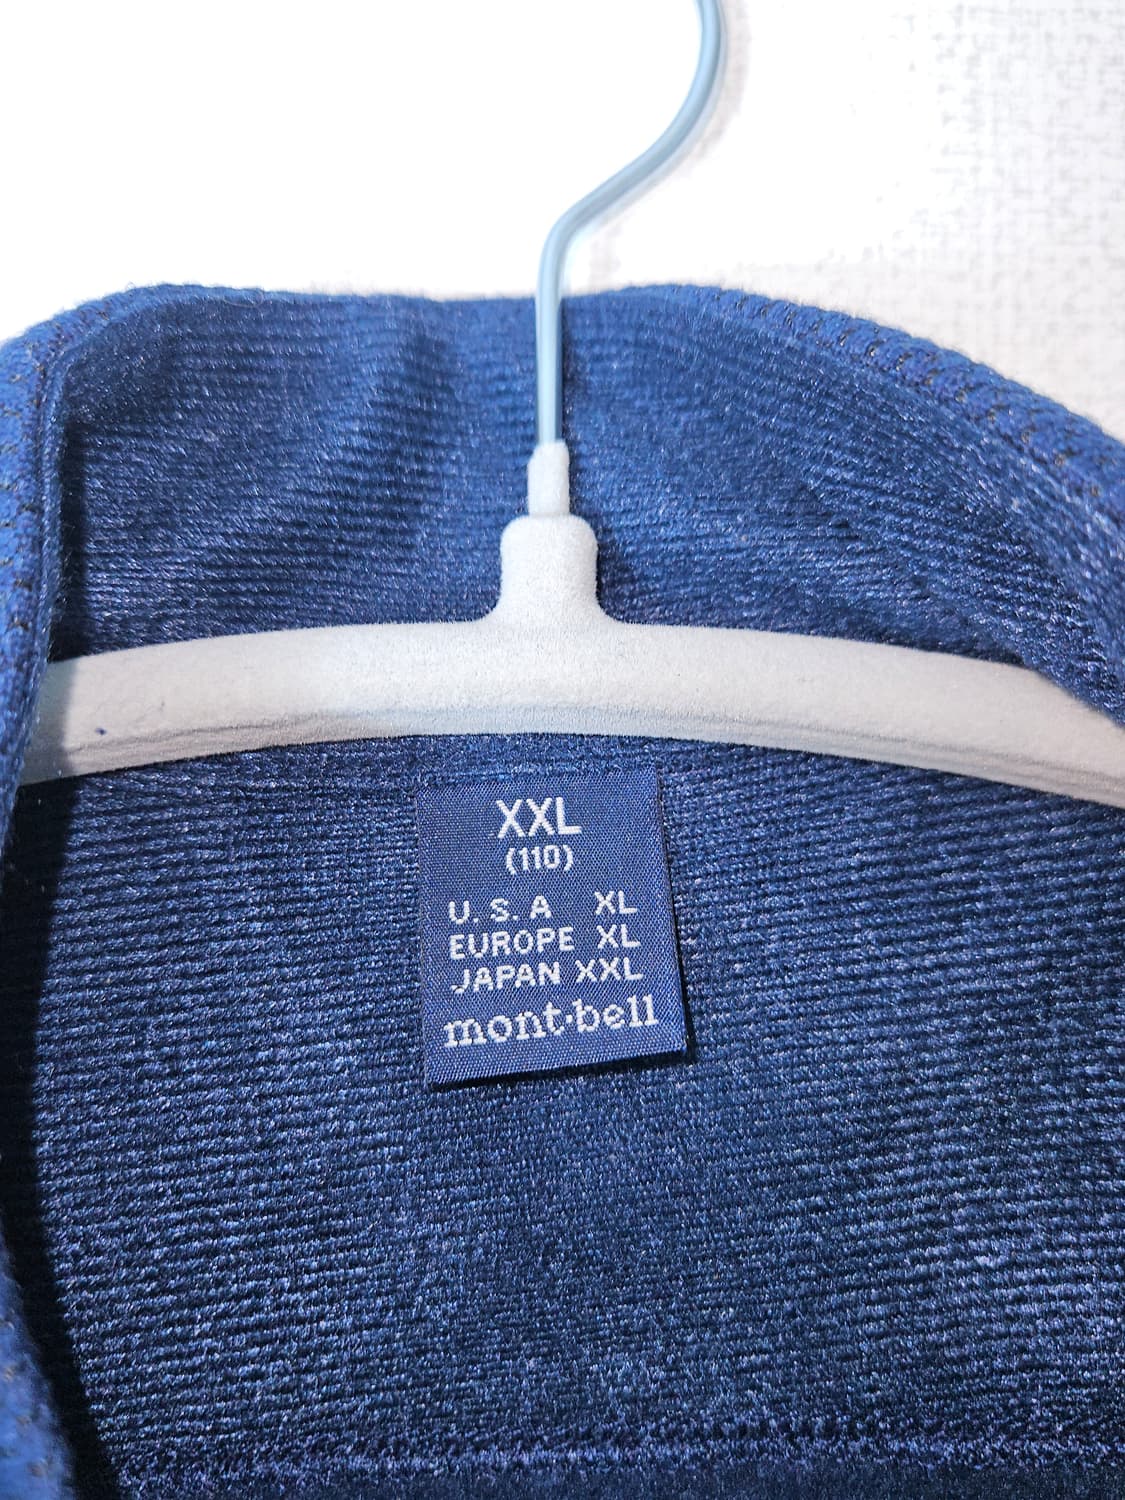 XXL
(110)
U.S.A XL
EUROPE XL
JAPAN XXL
mont·bell